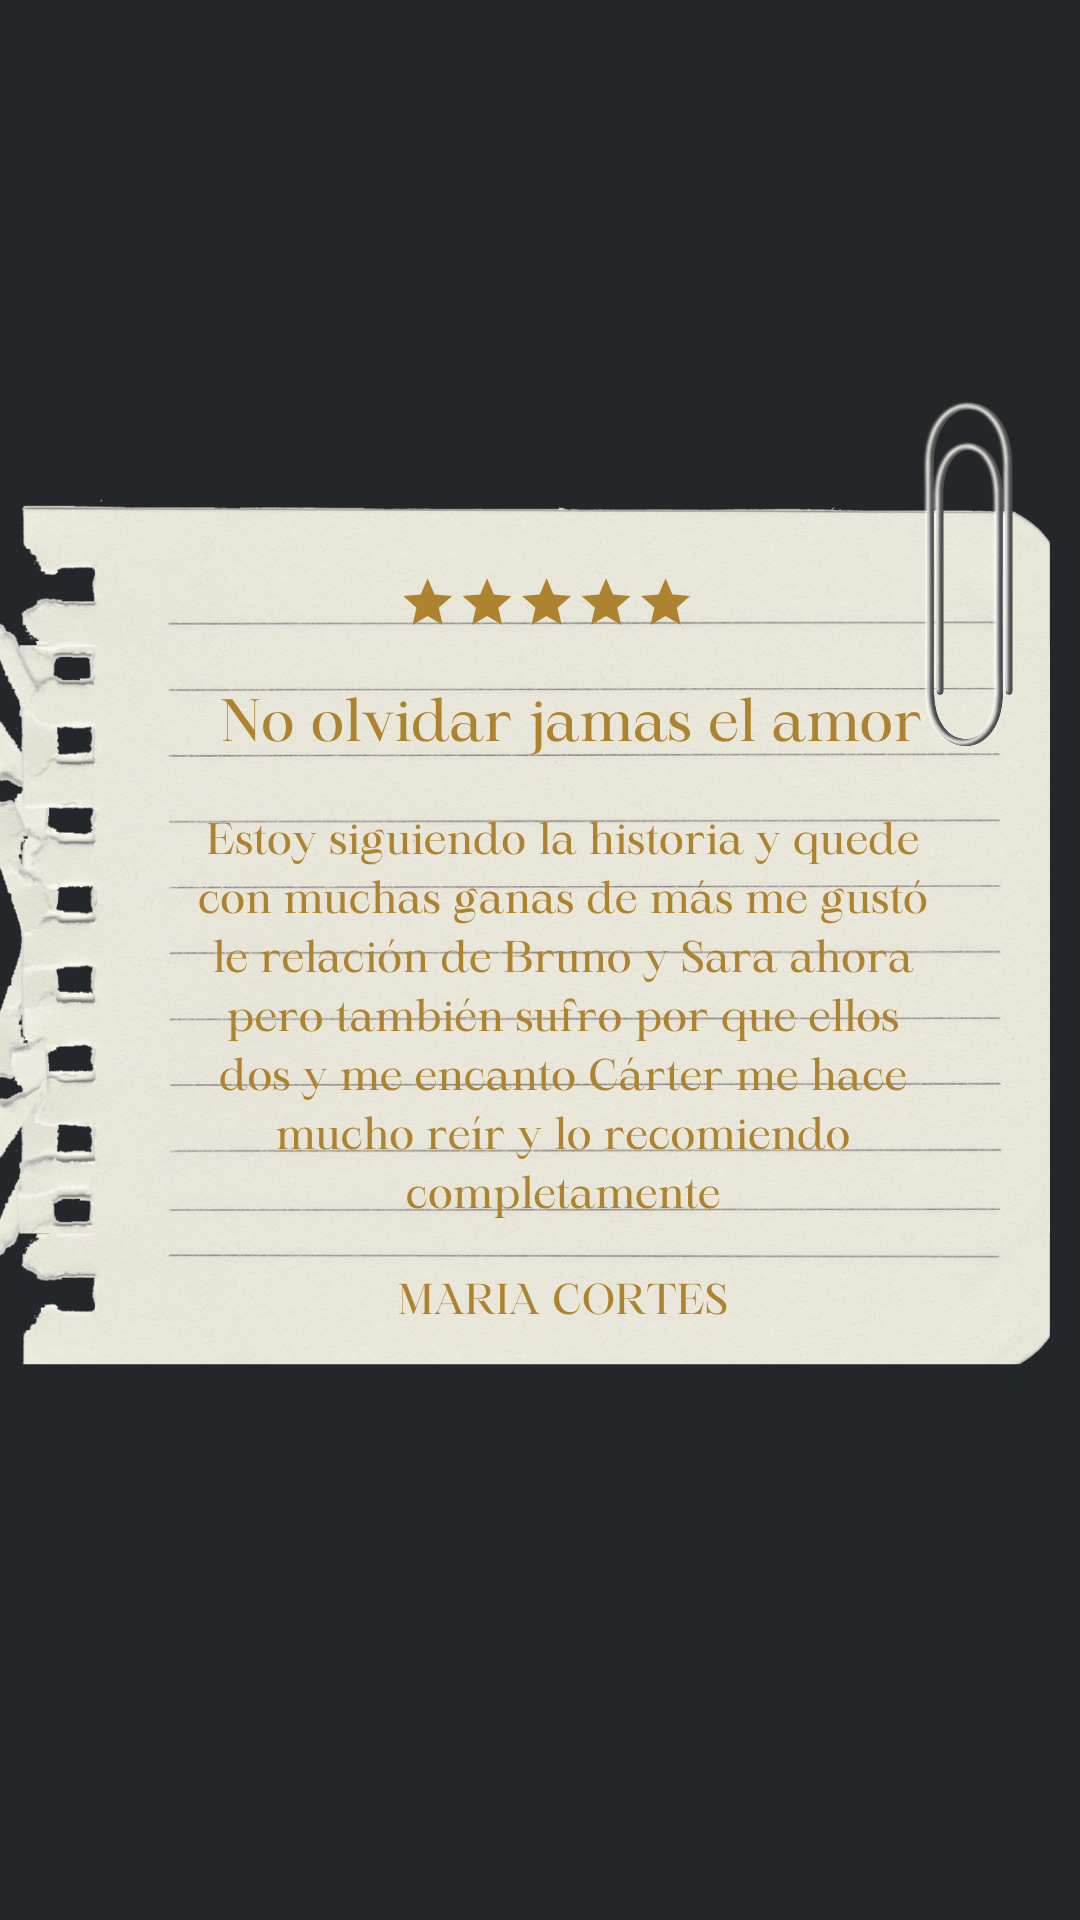 No olvidar jamas el amor
Estoy siguiendo la historia y quede
con muchas ganas de más me gustó
le relación de Bruno y Sara ahora
pero también sufro por que ellos
dos y me encanto Cárter me hace
mucho reír y lo recomiendo
completamente
MARIA CORTES